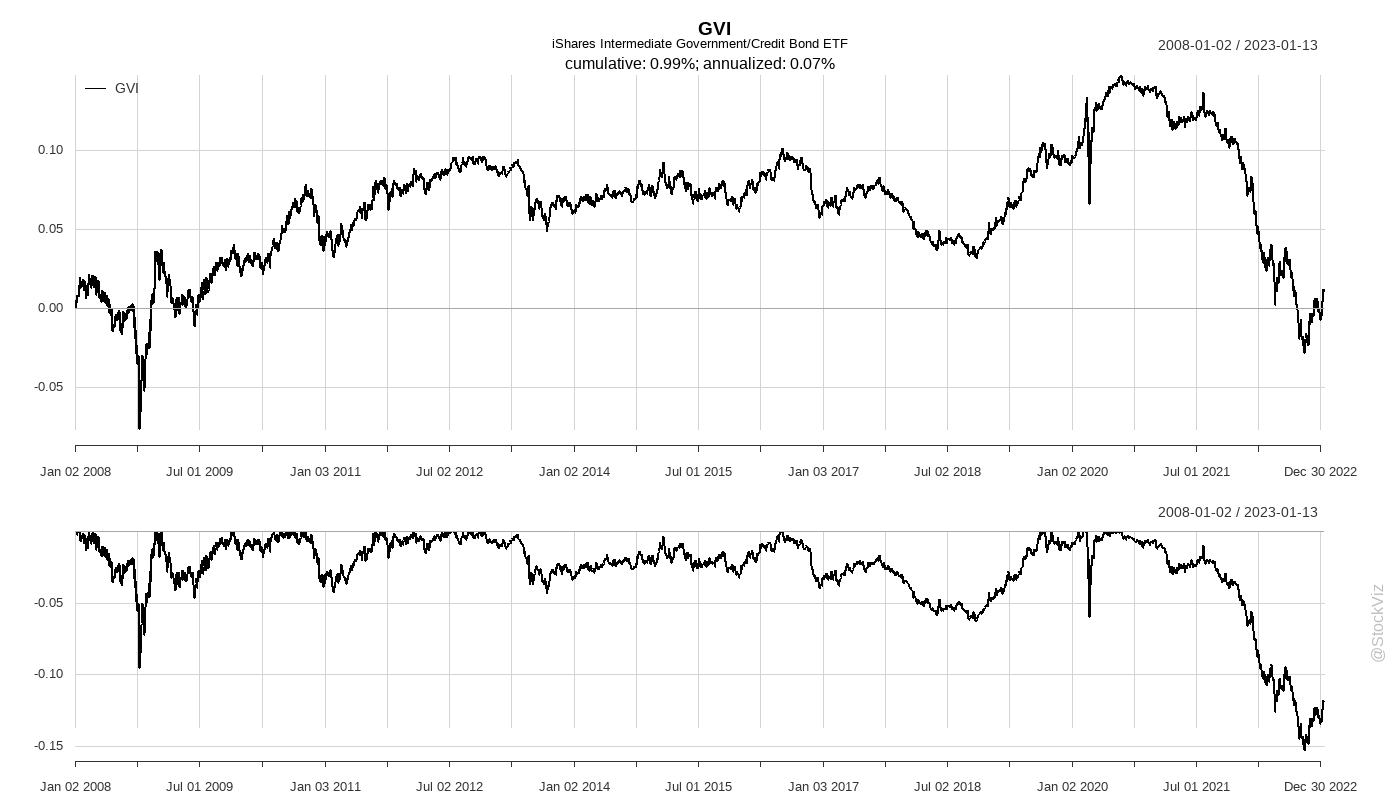 GVI
iShares Intermediate Government/Credit Bond ETF
2008-01-02 / 2023-01-13
cumulative: 0.99%; annualized: 0.07%
GVI
0.10
0.05
0.00
-0.05
Jan 02 2008 Jul 01 2009 Jan 03 2011 Jul 02 2012 Jan 02 2014 Jul 01 2015 Jan 03 2017 Jul 02 2018 Jan 02 2020 Jul 01 2021 Dec 30 2022
2008-01-02 / 2023-01-13
-0.05
-0.10
-0.15
Jan 02 2008 Jul 01 2009 Jan 03 2011 Jul 02 2012 Jan 02 2014 Jul 01 2015 Jan 03 2017 Jul 02 2018 Jan 02 2020 Jul 01 2021 Dec 30 2022
@StockViz